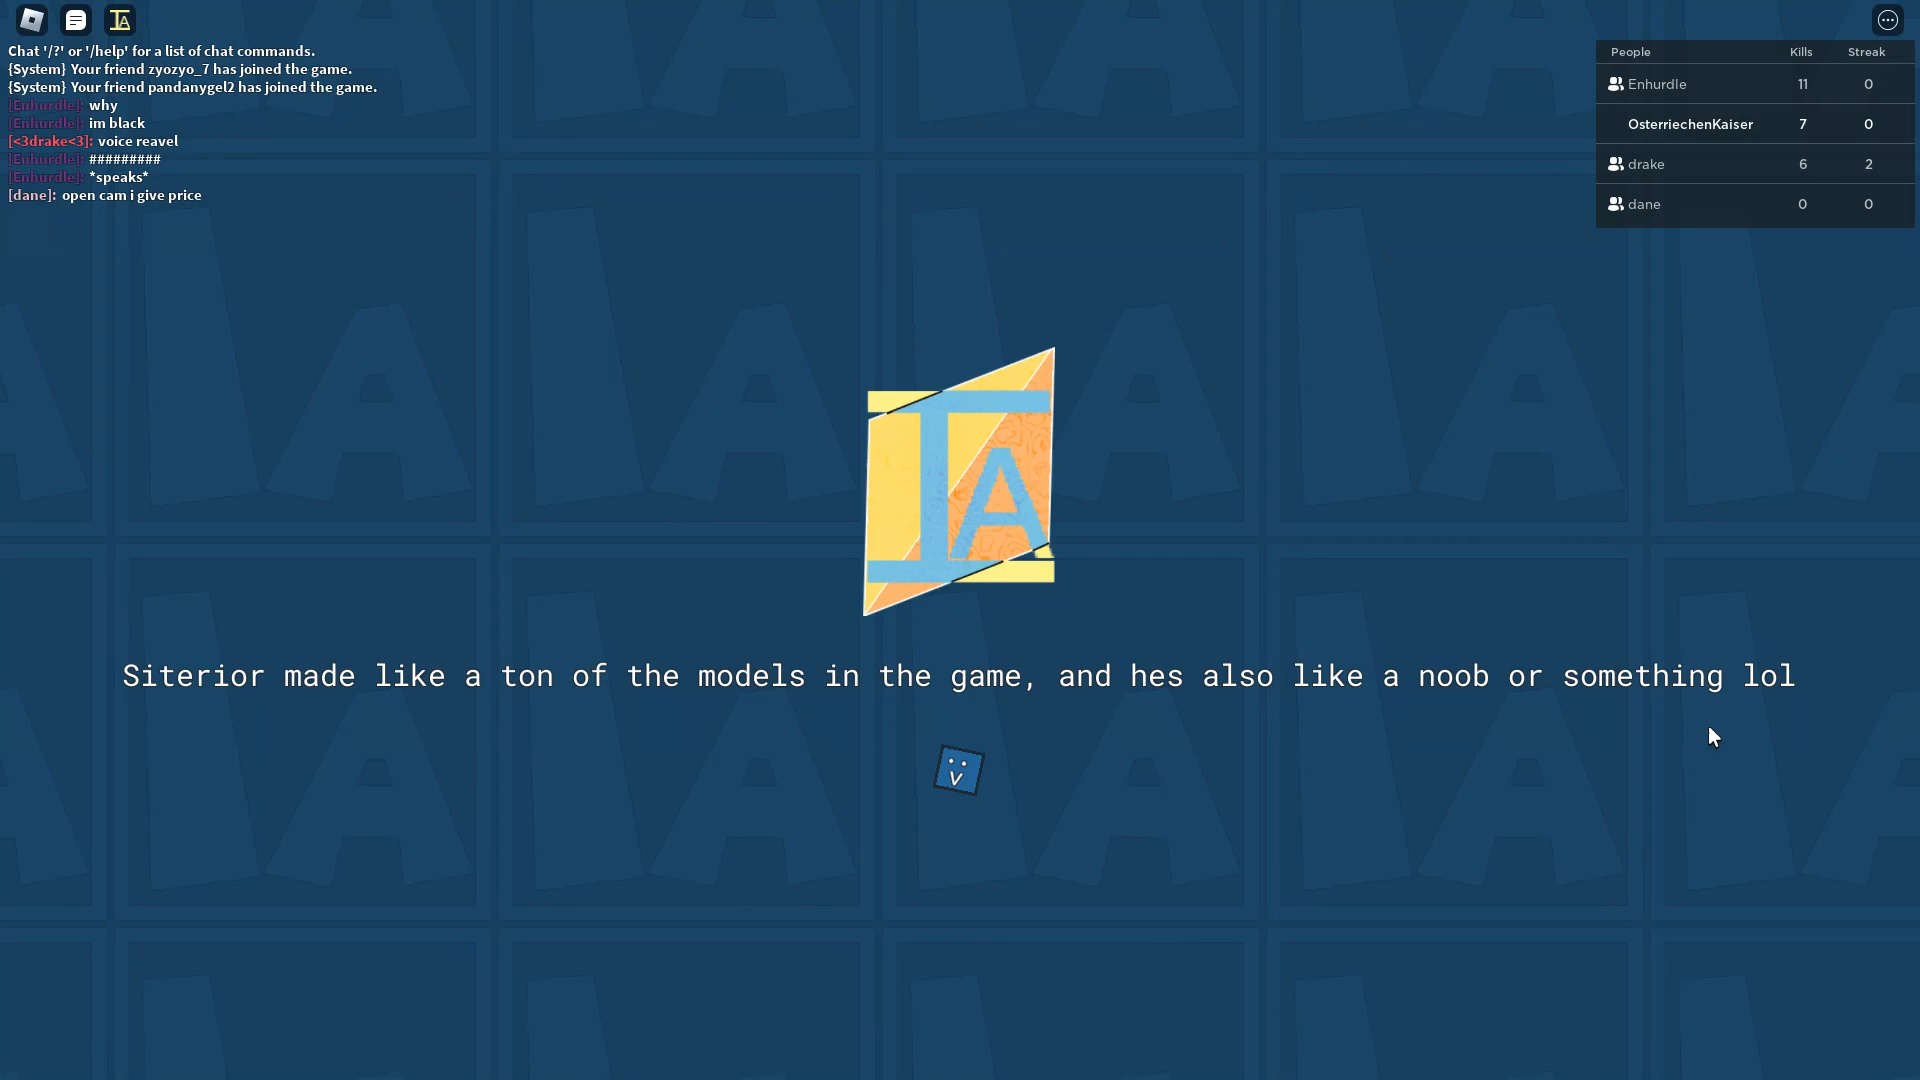 Chat '/?' or '/help' for a list of chat commands.
{System} Your friend zyozyo_7 has joined the game.
{System} Your friend pandanygel2 has joined the game.
[Enhurdle]: why
[Enhurdle]: im black
[<3drake<3]: voice reavel
[Enhurdle]: #########
[Enhurdle]: *speaks*
[dane]: open cam i give price
People Kills Streak
Enhurdle 11 0
OsterriechenKaiser 7 0
drake 6 2
dane 0 0
IA
Siterior made like a ton of the models in the game, and hes also like a noob or something lol